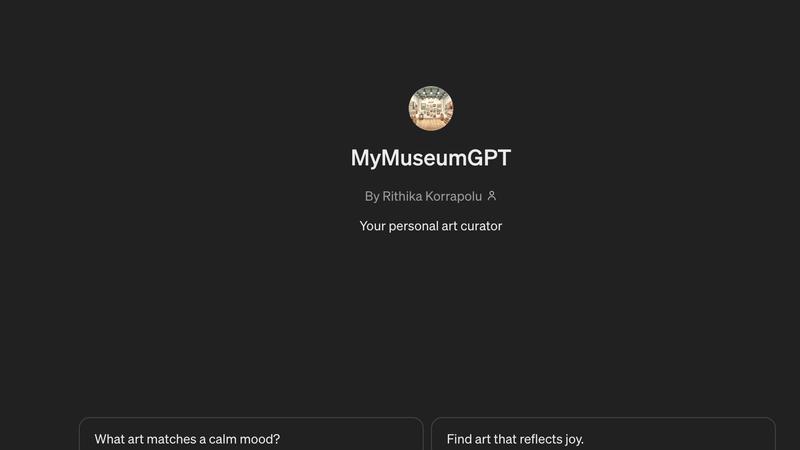 MyMuseumGPT
By Rithika Korrapolu
Your personal art curator
What art matches a calm mood?
Find art that reflects joy.